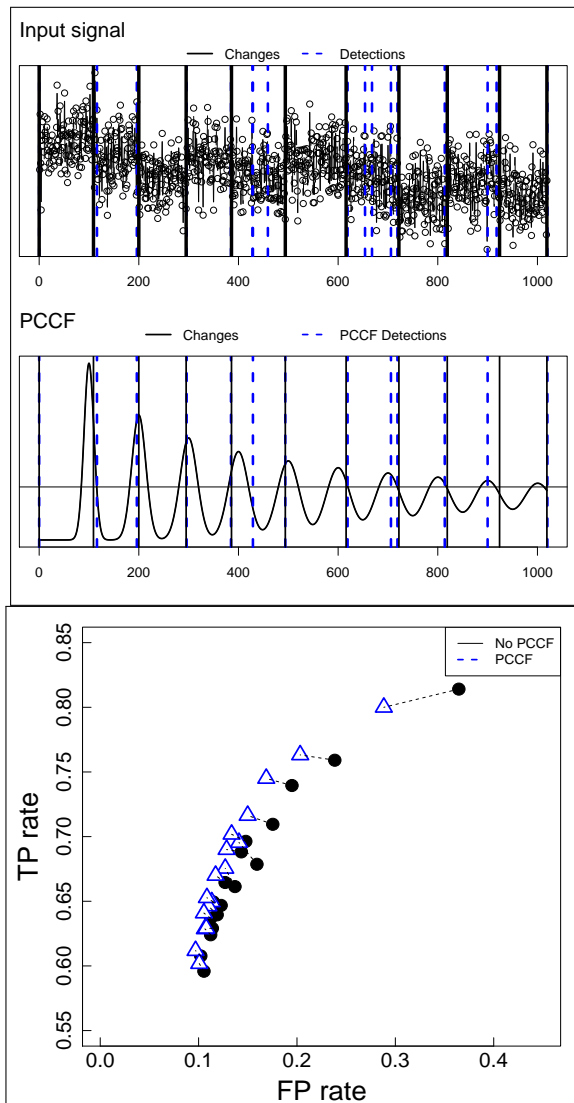 Input signal
Changes
Detections
0 200 400 600 800 1000
PCCF
Changes
PCCF Detections
0 200 400 600 800 1000
No PCCF
PCCF
TP rate
0.85
0.80
0.75
0.70
0.65
0.60
0.55
0.0 0.1 0.2 0.3 0.4
FP rate